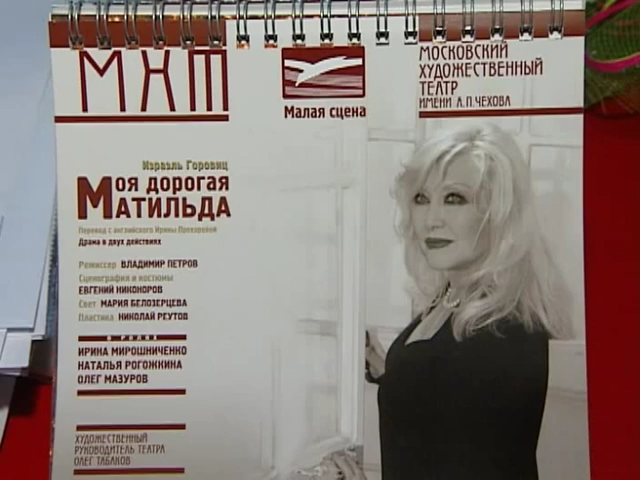 МХТ
Малая сцена
МОСКОВСКИЙ
ХУДОЖЕСТВЕННЫЙ
ТЕАТР
ИМЕНИ А.П.ЧЕХОВА
Израэль Горовиц
Моя дорогая
Матильда
Перевод с английского Ирины Прохоровой
Драма в двух действиях
Режиссер ВЛАДИМИР ПЕТРОВ
Сценография и костюмы
ЕВГЕНИЙ НИКОНОРОВ
Свет МАРИЯ БЕЛОЗЕРЦЕВА
Пластика НИКОЛАЙ РЕУТОВ
В РОЛЯХ
ИРИНА МИРОШНИЧЕНКО
НАТАЛЬЯ РОГОЖКИНА
ОЛЕГ МАЗУРОВ
ХУДОЖЕСТВЕННЫЙ
РУКОВОДИТЕЛЬ ТЕАТРА
ОЛЕГ ТАБАКОВ